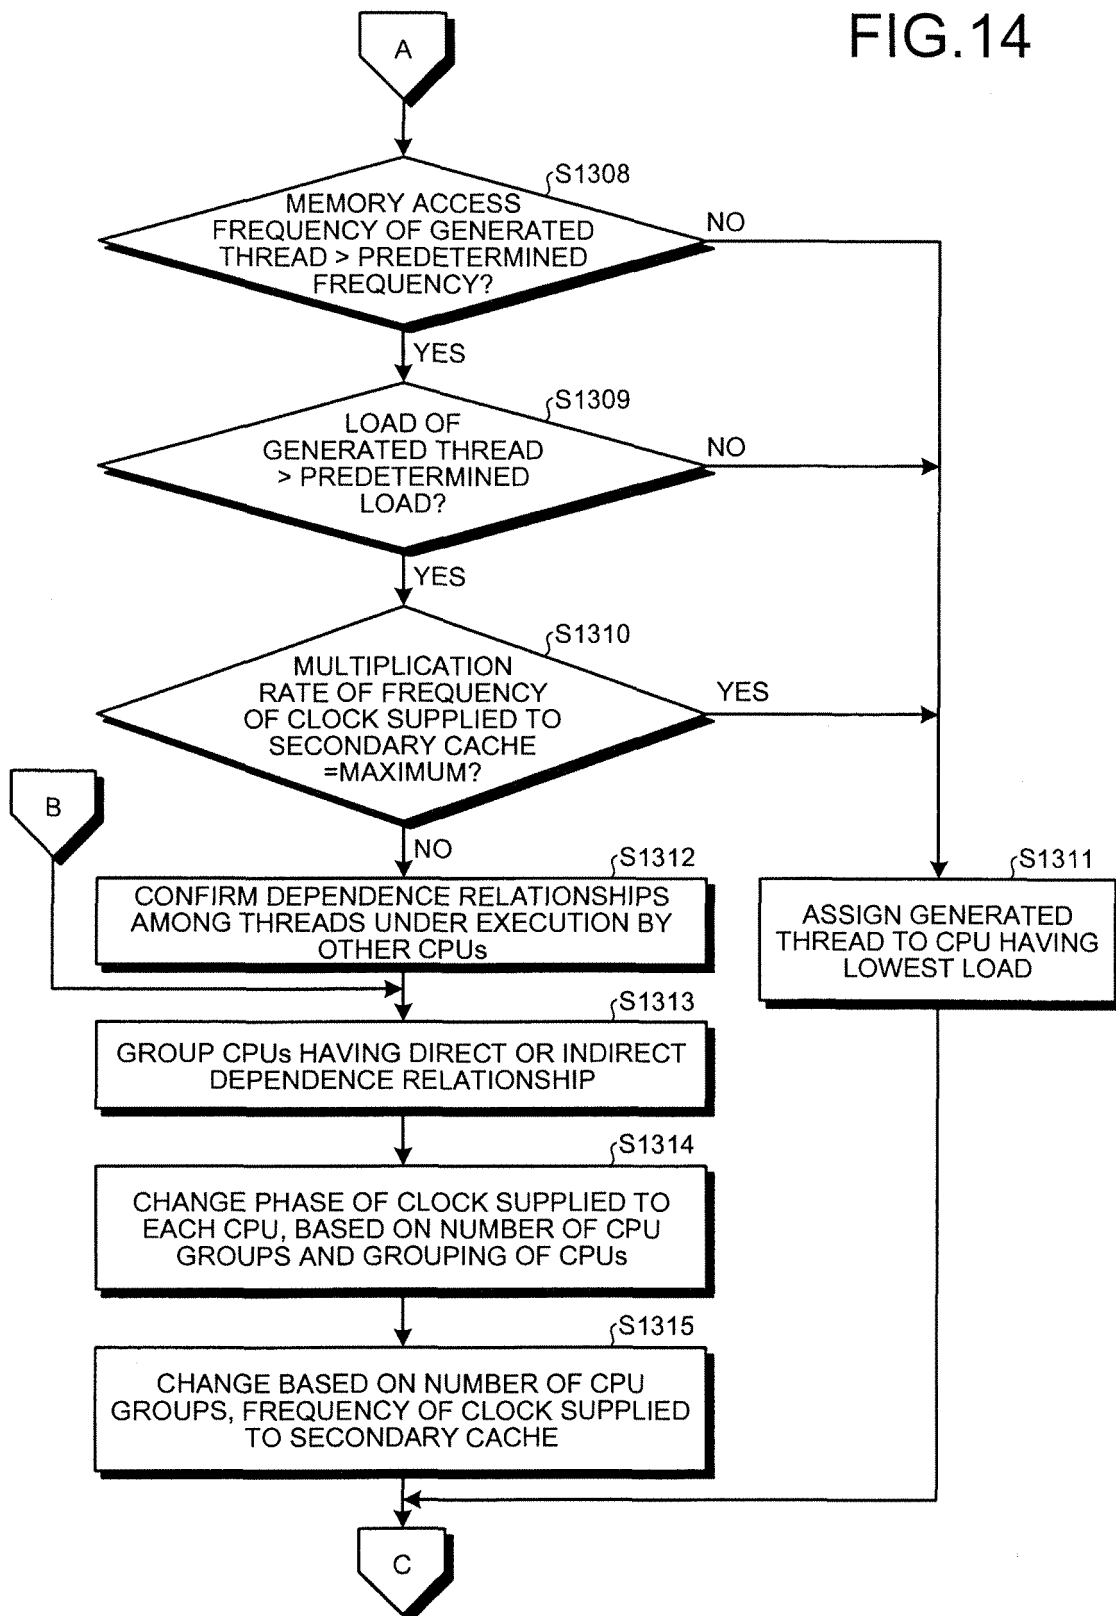 FIG.14
A
S1308
MEMORY ACCESS
FREQUENCY OF GENERATED
THREAD > PREDETERMINED
FREQUENCY?
NO
YES
S1309
LOAD OF
GENERATED THREAD
> PREDETERMINED
LOAD?
NO
YES
S1310
MULTIPLICATION
RATE OF FREQUENCY
OF CLOCK SUPPLIED TO
SECONDARY CACHE
=MAXIMUM?
YES
B
NO
S1312
CONFIRM DEPENDENCE RELATIONSHIPS
AMONG THREADS UNDER EXECUTION BY
OTHER CPUs
S1311
ASSIGN GENERATED
THREAD TO CPU HAVING
LOWEST LOAD
S1313
GROUP CPUs HAVING DIRECT OR INDIRECT
DEPENDENCE RELATIONSHIP
S1314
CHANGE PHASE OF CLOCK SUPPLIED TO
EACH CPU, BASED ON NUMBER OF CPU
GROUPS AND GROUPING OF CPUs
S1315
CHANGE BASED ON NUMBER OF CPU
GROUPS, FREQUENCY OF CLOCK SUPPLIED
TO SECONDARY CACHE
C